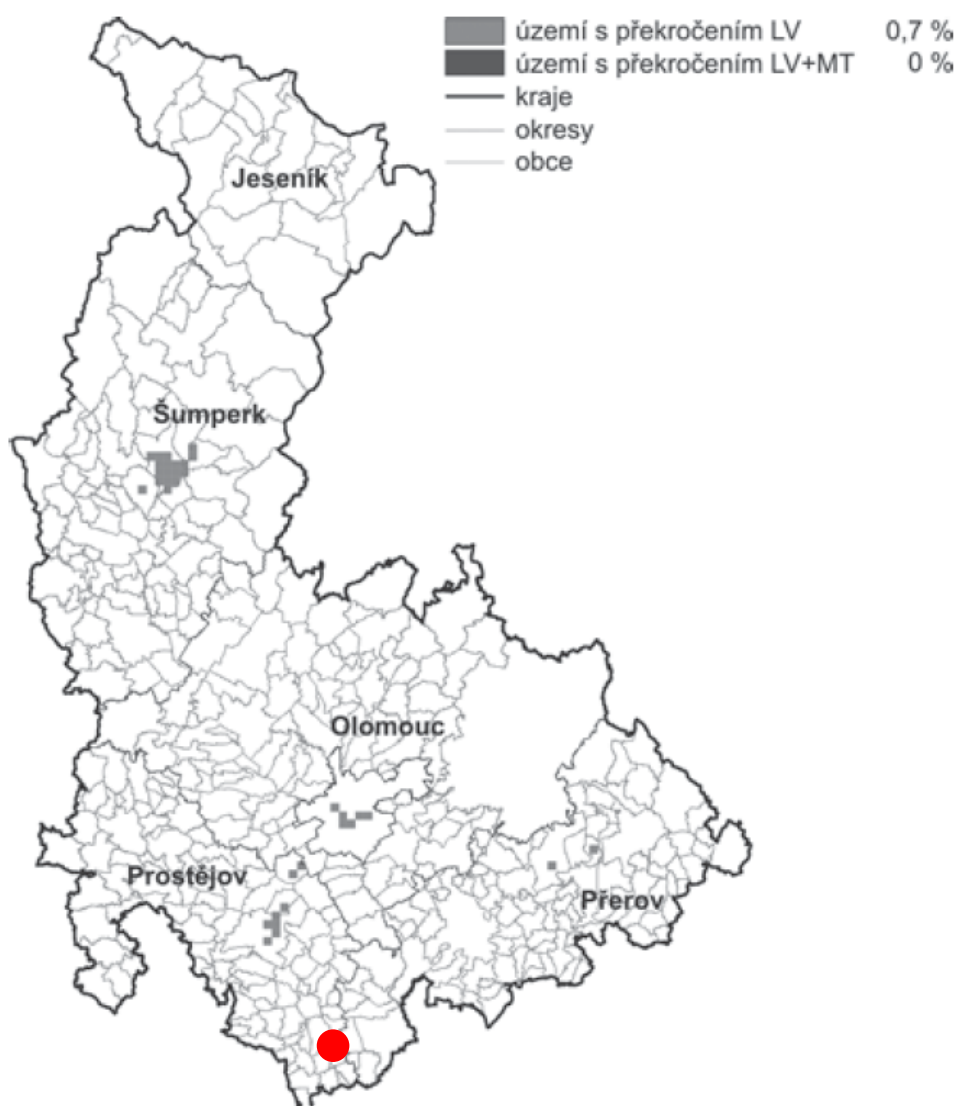 území s překročením LV 0,7 %
území s překročením LV+MT 0 %
kraje
okresy
obce
Jeseník
Šumperk
Olomouc
Prostějov
Přerov